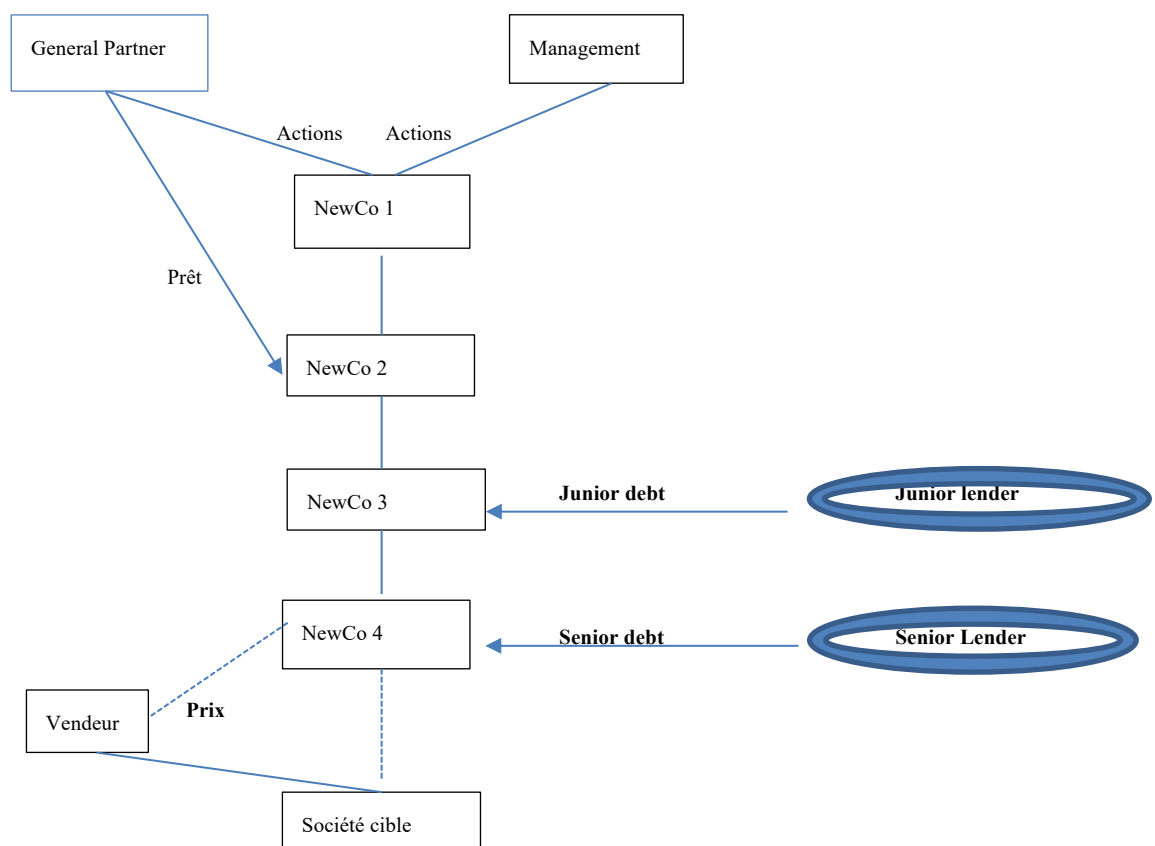 General Partner
Management
Actions
Actions
NewCo 1
Prêt
NewCo 2
NewCo 3
Junior debt
Junior lender
NewCo 4
Senior debt
Senior Lender
Vendeur
Prix
Société cible